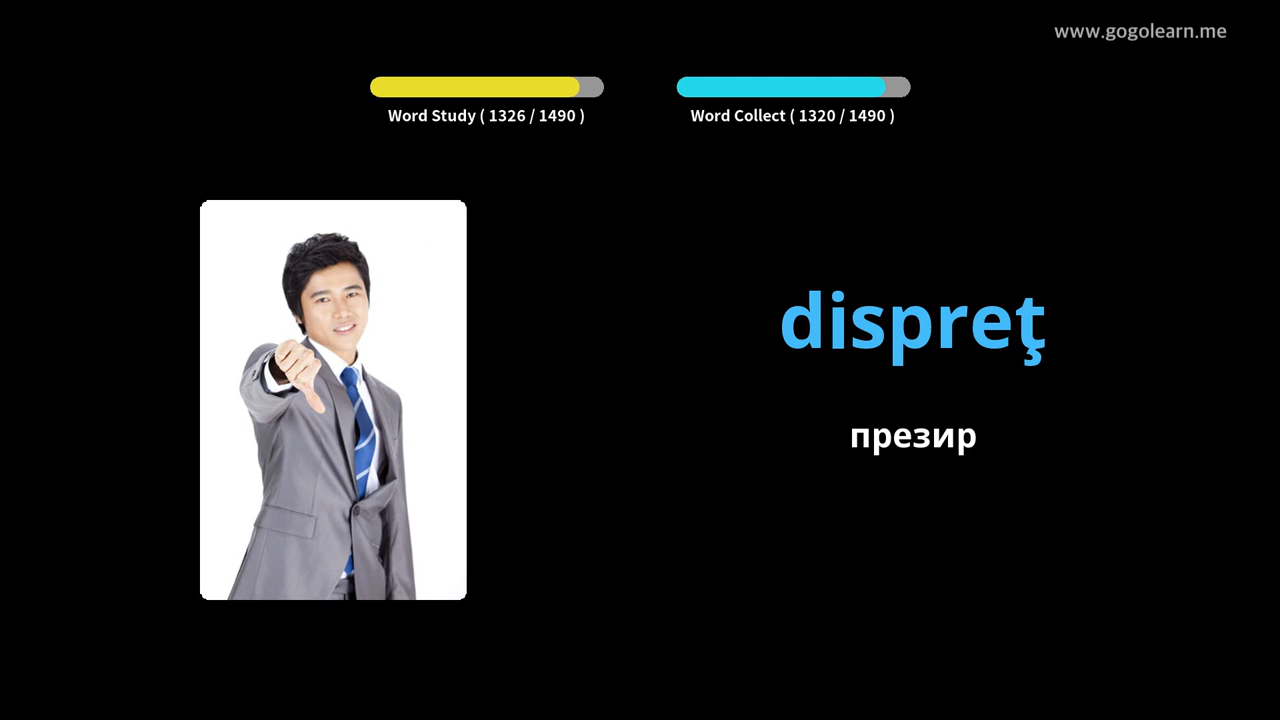 www.gogolearn.me
Word Study ( 1326 / 1490 )
Word Collect ( 1320 / 1490 )
dispreţ
презир